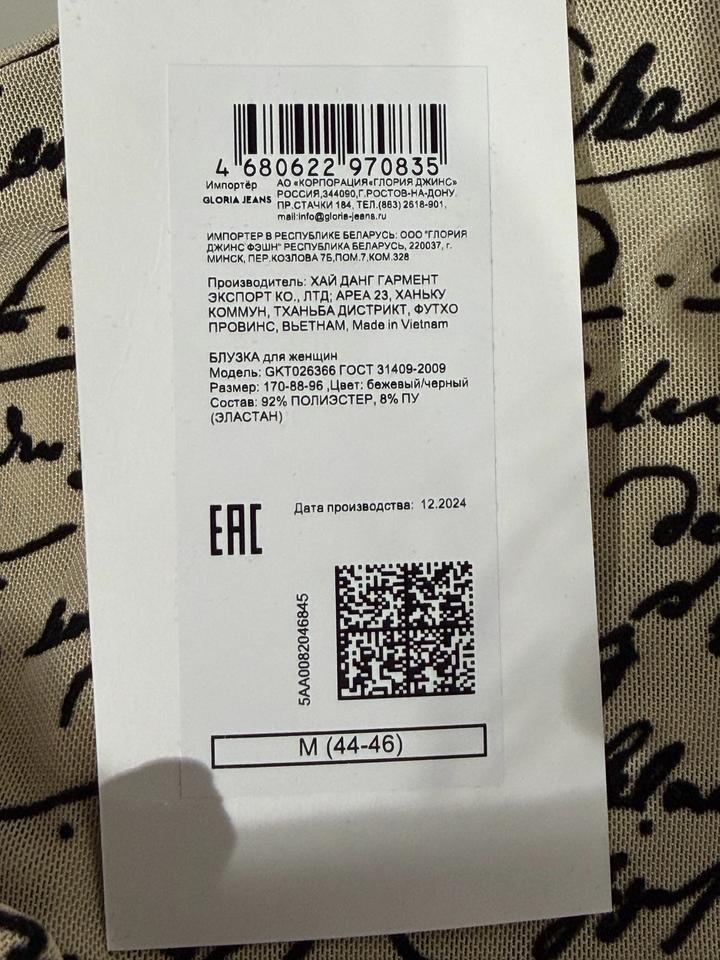 4 680622 970835
Импортёр
GLORIA JEANS
АО «КОРПОРАЦИЯ«ГЛОРИЯ ДЖИНС»
РОССИЯ,344090,Г.РОСТОВ-НА-ДОНУ
ПР.СТАЧКИ 184, ТЕЛ.(863) 2618-901,
mail:info@gloria-jeans.ru
ИМПОРТЕР В РЕСПУБЛИКЕ БЕЛАРУСЬ: ООО "ГЛОРИЯ
ДЖИНС ФЭШН" РЕСПУБЛИКА БЕЛАРУСЬ, 220037, г.
МИНСК, ПЕР.КОЗЛОВА 7Б,ПОМ.7,КОМ.328
Производитель: ХАЙ ДАНГ ГАРМЕНТ
ЭКСПОРТ КО., ЛТД; АРЕА 23, ХАНЬКУ
КОММУН, ТХАНЬБА ДИСТРИКТ, ФУТХО
ПРОВИНС, ВЬЕТНАМ, Made in Vietnam
БЛУЗКА для женщин
Модель: GKT026366 ГОСТ 31409-2009
Размер: 170-88-96 ,Цвет: бежевый/черный
Состав: 92% ПОЛИЭСТЕР, 8% ПУ
(ЭЛАСТАН)
EAC
Дата производства: 12.2024
5AA0082046845
M (44-46)